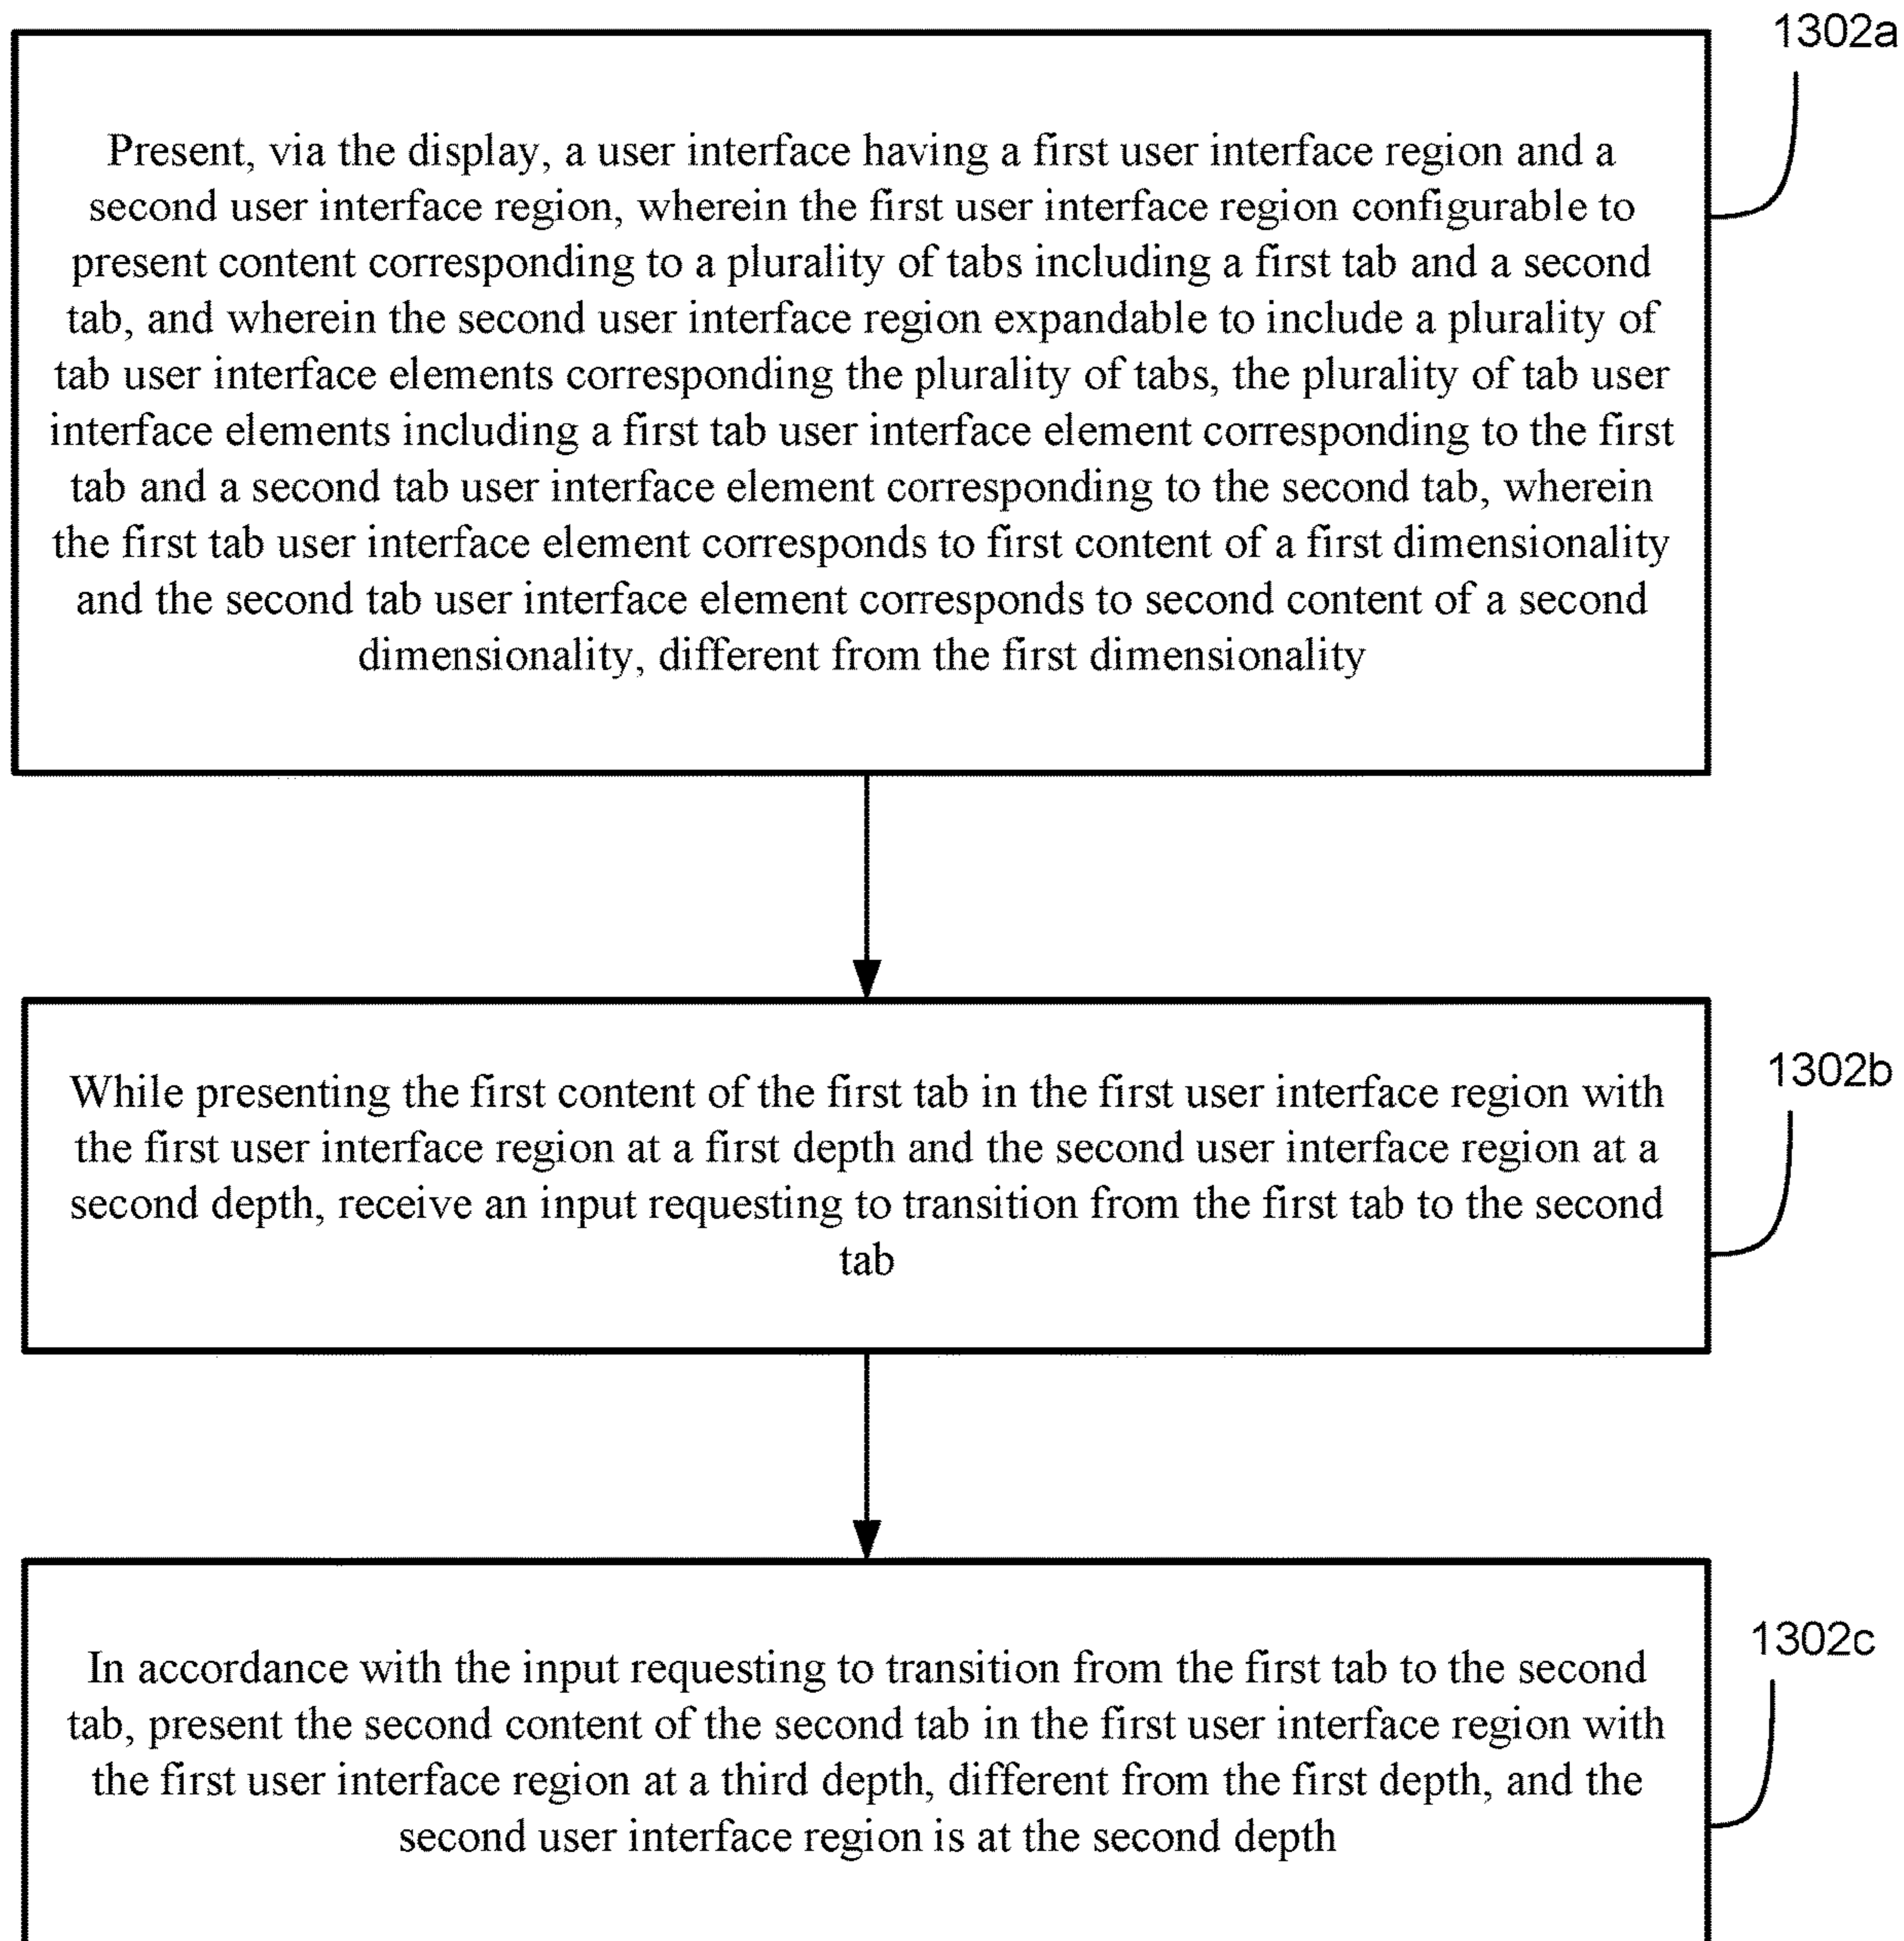 1302a
Present, via the display, a user interface having a first user interface region and a
second user interface region, wherein the first user interface region configurable to
present content corresponding to a plurality of tabs including a first tab and a second
tab, and wherein the second user interface region expandable to include a plurality of
tab user interface elements corresponding the plurality of tabs, the plurality of tab user
interface elements including a first tab user interface element corresponding to the first
tab and a second tab user interface element corresponding to the second tab, wherein
the first tab user interface element corresponds to first content of a first dimensionality
and the second tab user interface element corresponds to second content of a second
dimensionality, different from the first dimensionality
1302b
While presenting the first content of the first tab in the first user interface region with
the first user interface region at a first depth and the second user interface region at a
second depth, receive an input requesting to transition from the first tab to the second
tab
1302c
In accordance with the input requesting to transition from the first tab to the second
tab, present the second content of the second tab in the first user interface region with
the first user interface region at a third depth, different from the first depth, and the
second user interface region is at the second depth